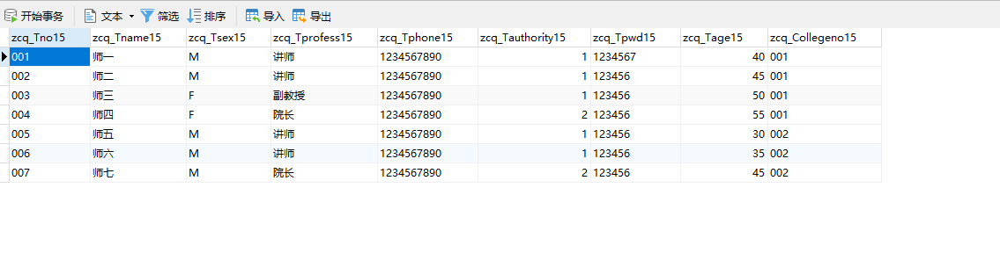 开始事务 文本 筛选 排序 导入 导出
zcq_Tno15 zcq_Tname15 zcq_Tsex15 zcq_Tprofess15 zcq_Tphone15 zcq_Tauthority15 zcq_Tpwd15 zcq_Tage15 zcq_Collegeno15
001 师一 M 讲师 1234567890 1 1234567 40 001
002 师二 M 讲师 1234567890 1 123456 45 001
003 师三 F 副教授 1234567890 1 123456 50 001
004 师四 F 院长 1234567890 2 123456 55 001
005 师五 M 讲师 1234567890 1 123456 30 002
006 师六 M 讲师 1234567890 1 123456 35 002
007 师七 M 院长 1234567890 2 123456 45 002